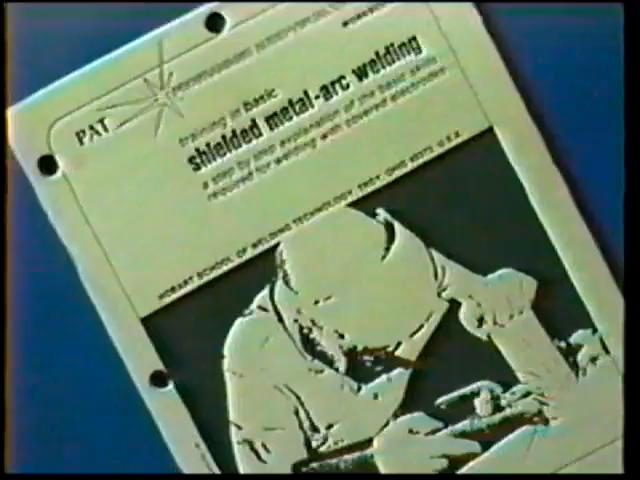 PAT
training in basic
shielded metal-arc welding
a step by step explanation of the basic skills
required for welding with covered electrodes
HOBART SCHOOL OF WELDING TECHNOLOGY, TROY, OHIO 45373 U.S.A.